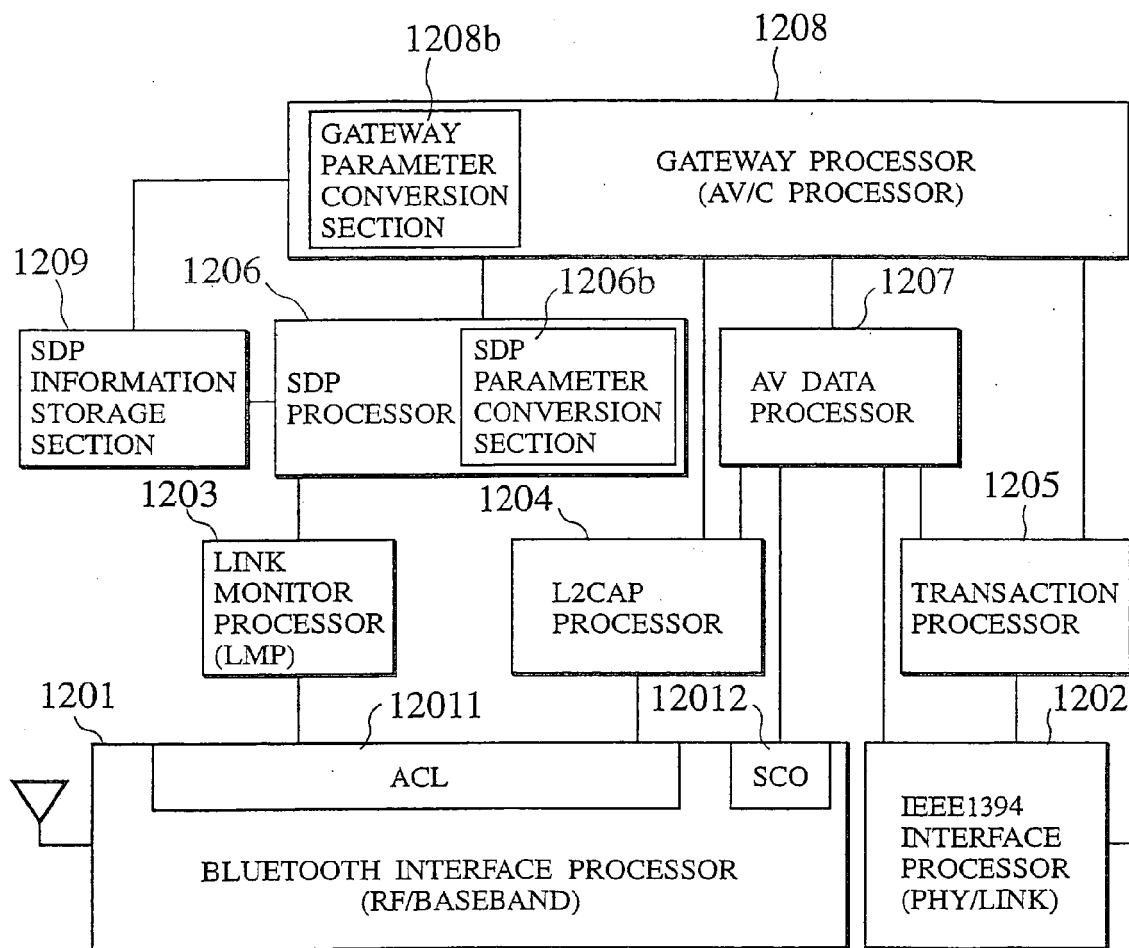 1208b
1208
GATEWAY
PARAMETER
CONVERSION
SECTION
GATEWAY PROCESSOR
(AV/C PROCESSOR)
1209
1206
1206b
1207
SDP
INFORMATION
STORAGE
SECTION
SDP
PROCESSOR
SDP
PARAMETER
CONVERSION
SECTION
AV DATA
PROCESSOR
1203
1204
1205
LINK
MONITOR
PROCESSOR
(LMP)
L2CAP
PROCESSOR
TRANSACTION
PROCESSOR
1201
12011
12012
1202
ACL
SCO
BLUETOOTH INTERFACE PROCESSOR
(RF/BASEBAND)
IEEE1394
INTERFACE
PROCESSOR
(PHY/LINK)